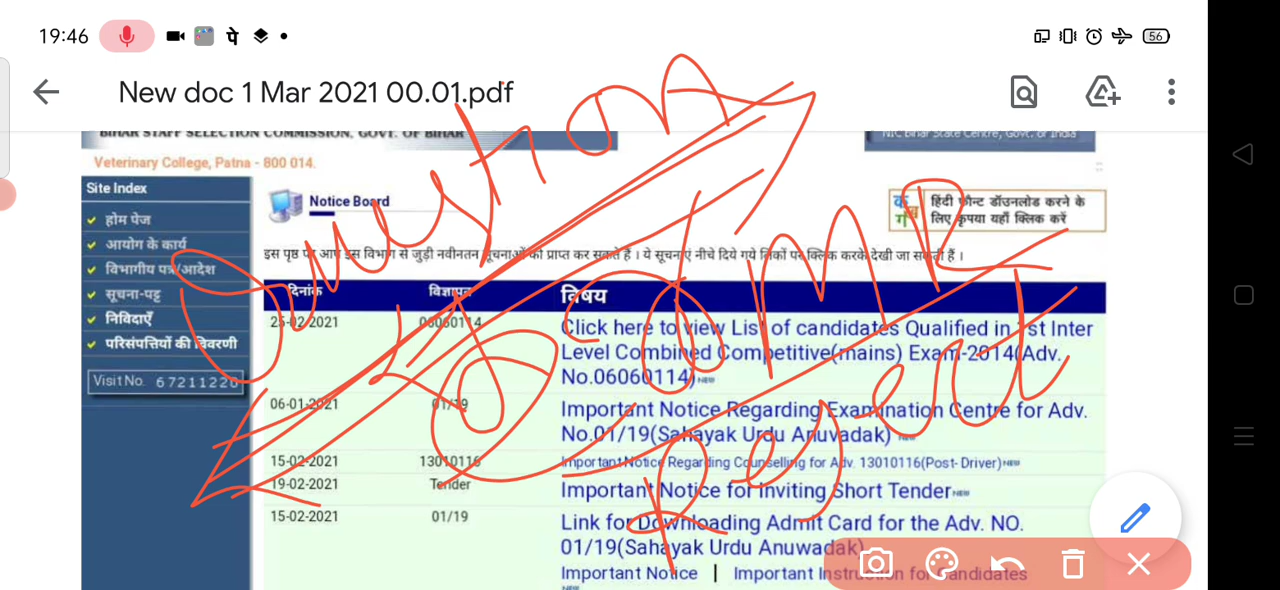 19:46
56
New doc 1 Mar 2021 00.01.pdf
BIHAR STAFF SELECTION COMMISSION, GOVT. OF BIHAR
NIC Bihar State Centre, Govt. of India
Veterinary College, Patna - 800 014.
Site Index
होम पेज
आयोग के कार्य
विभागीय पत्र/आदेश
सूचना-पट्ट
निविदाएँ
परिसंपत्तियों की विवरणी
Visit No. 67211220
Notice Board
हिंदी फौन्ट डॉउनलोड करने के
लिए कृपया यहाँ क्लिक करें
इस पृष्ठ पर आप इस विभाग से जुड़ी नवीनतन सूचनाओं को प्राप्त कर सकते हैं । ये सूचनाएं नीचे दिये गये लिंकों पर क्लिक करके देखी जा सकती हैं ।
दिनांक विज्ञापन विषय
25-02-2021 06060114 Click here to view List of candidates Qualified in 1st Inter
Level Combined Competitive(mains) Exam-2014(Adv.
No.06060114) NEW
06-01-2021 01/19 Important Notice Regarding Examination Centre for Adv.
No.01/19(Sahayak Urdu Anuvadak) NEW
15-02-2021 13010116 Important Notice Regarding Counselling for Adv. 13010116(Post- Driver) NEW
19-02-2021 Tender Important Notice for Inviting Short Tender NEW
15-02-2021 01/19 Link for Downloading Admit Card for the Adv. NO.
01/19(Sahayak Urdu Anuwadak)
Important Notice | Important Instruction for Candidates
NEW
Repeat